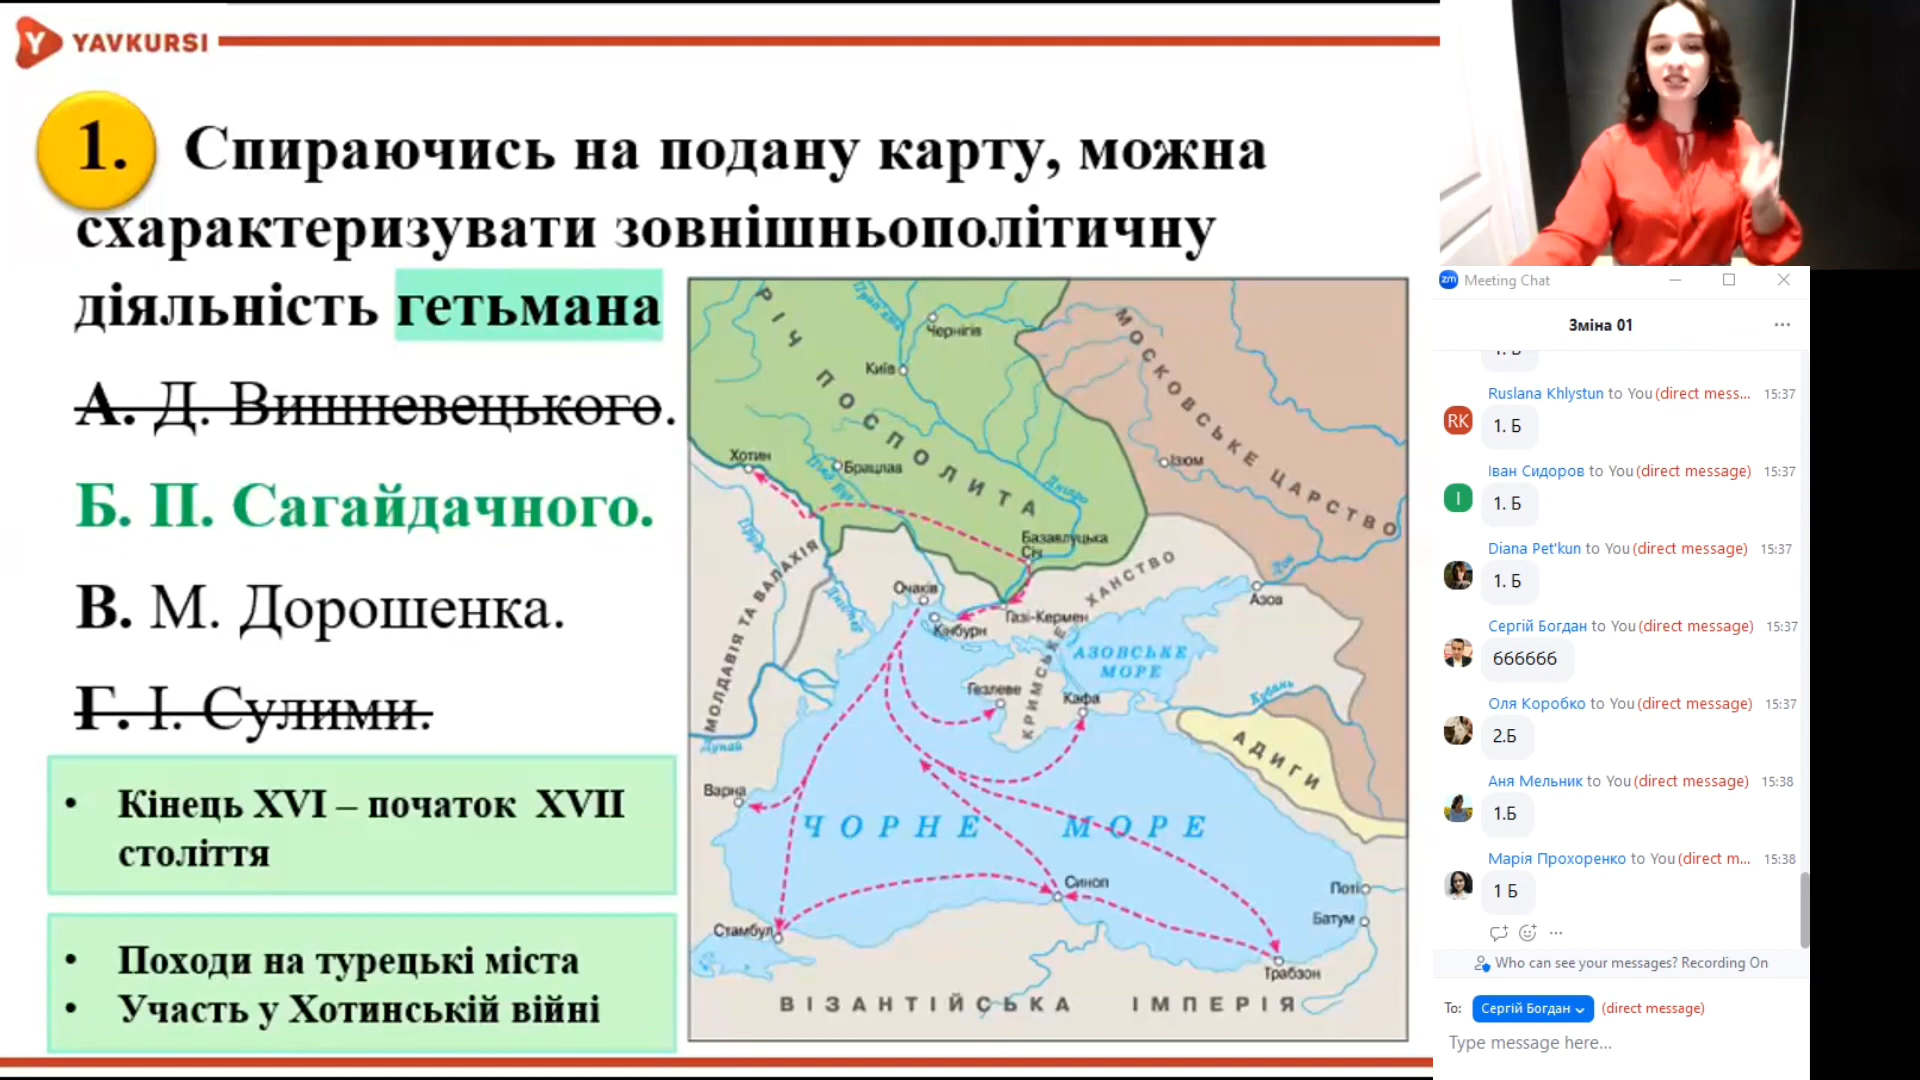 YAVKURSI
1. Спираючись на подану карту, можна
схарактеризувати зовнішньополітичну
діяльність гетьмана
А. Д. Вишневецького.
Б. П. Сагайдачного.
В. М. Дорошенка.
Г. І. Сулими.
• Кінець XVI – початок XVII
століття
• Походи на турецькі міста
• Участь у Хотинській війні
РІЧ ПОСПОЛИТА
МОСКОВСЬКЕ ЦАРСТВО
Чернігів
Київ
Хотин
Брацлав
Ізюм
Дніпро
Базавлуцька
Січ
МОЛДАВІЯ ТА ВАЛАХІЯ
Очаків
Кінбурн
Газі-Кермен
КРИМСЬКЕ ХАНСТВО
Дон
Азов
АЗОВСЬКЕ
МОРЕ
Гезлеве
Кафа
Кубань
АДИГИ
Дунай
Варна
ЧОРНЕ МОРЕ
Синоп
Стамбул
Поті
Батум
Трабзон
ВІЗАНТІЙСЬКА ІМПЕРІЯ
zm Meeting Chat
Зміна 01
...
Ruslana Khlystun to You (direct mess... 15:37
RK
1. Б
Іван Сидоров to You (direct message) 15:37
І
1. Б
Diana Pet'kun to You (direct message) 15:37
1. Б
Сергій Богдан to You (direct message) 15:37
666666
Оля Коробко to You (direct message) 15:37
2.Б
Аня Мельник to You (direct message) 15:38
1.Б
Марія Прохоренко to You (direct m... 15:38
1 Б
...
Who can see your messages? Recording On
To: Сергій Богдан (direct message)
Type message here...